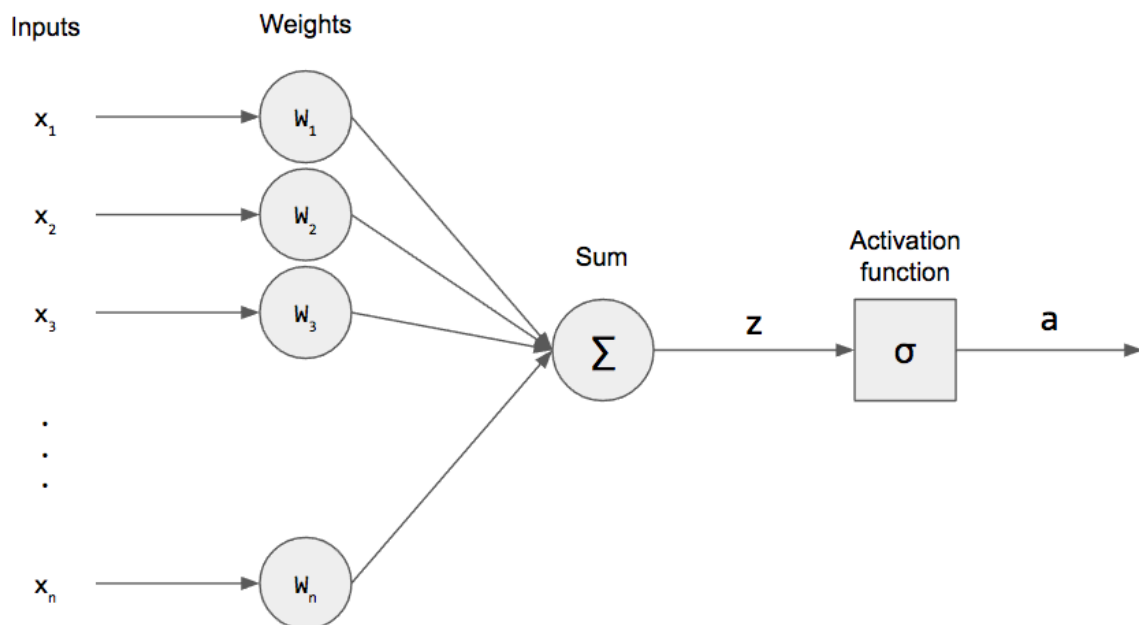 Inputs
Weights
x₁
W₁
x₂
W₂
x₃
W₃
.
.
.
xₙ
Wₙ
Sum
Σ
z
Activation
function
σ
a